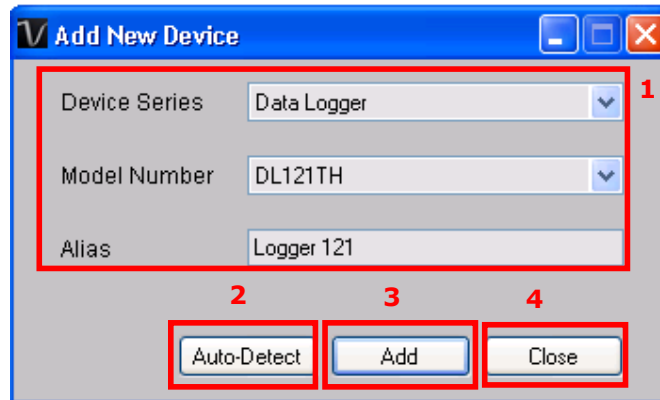 Add New Device
Device Series Data Logger 1
Model Number DL121TH
Alias Logger 121
2 3 4
Auto-Detect Add Close